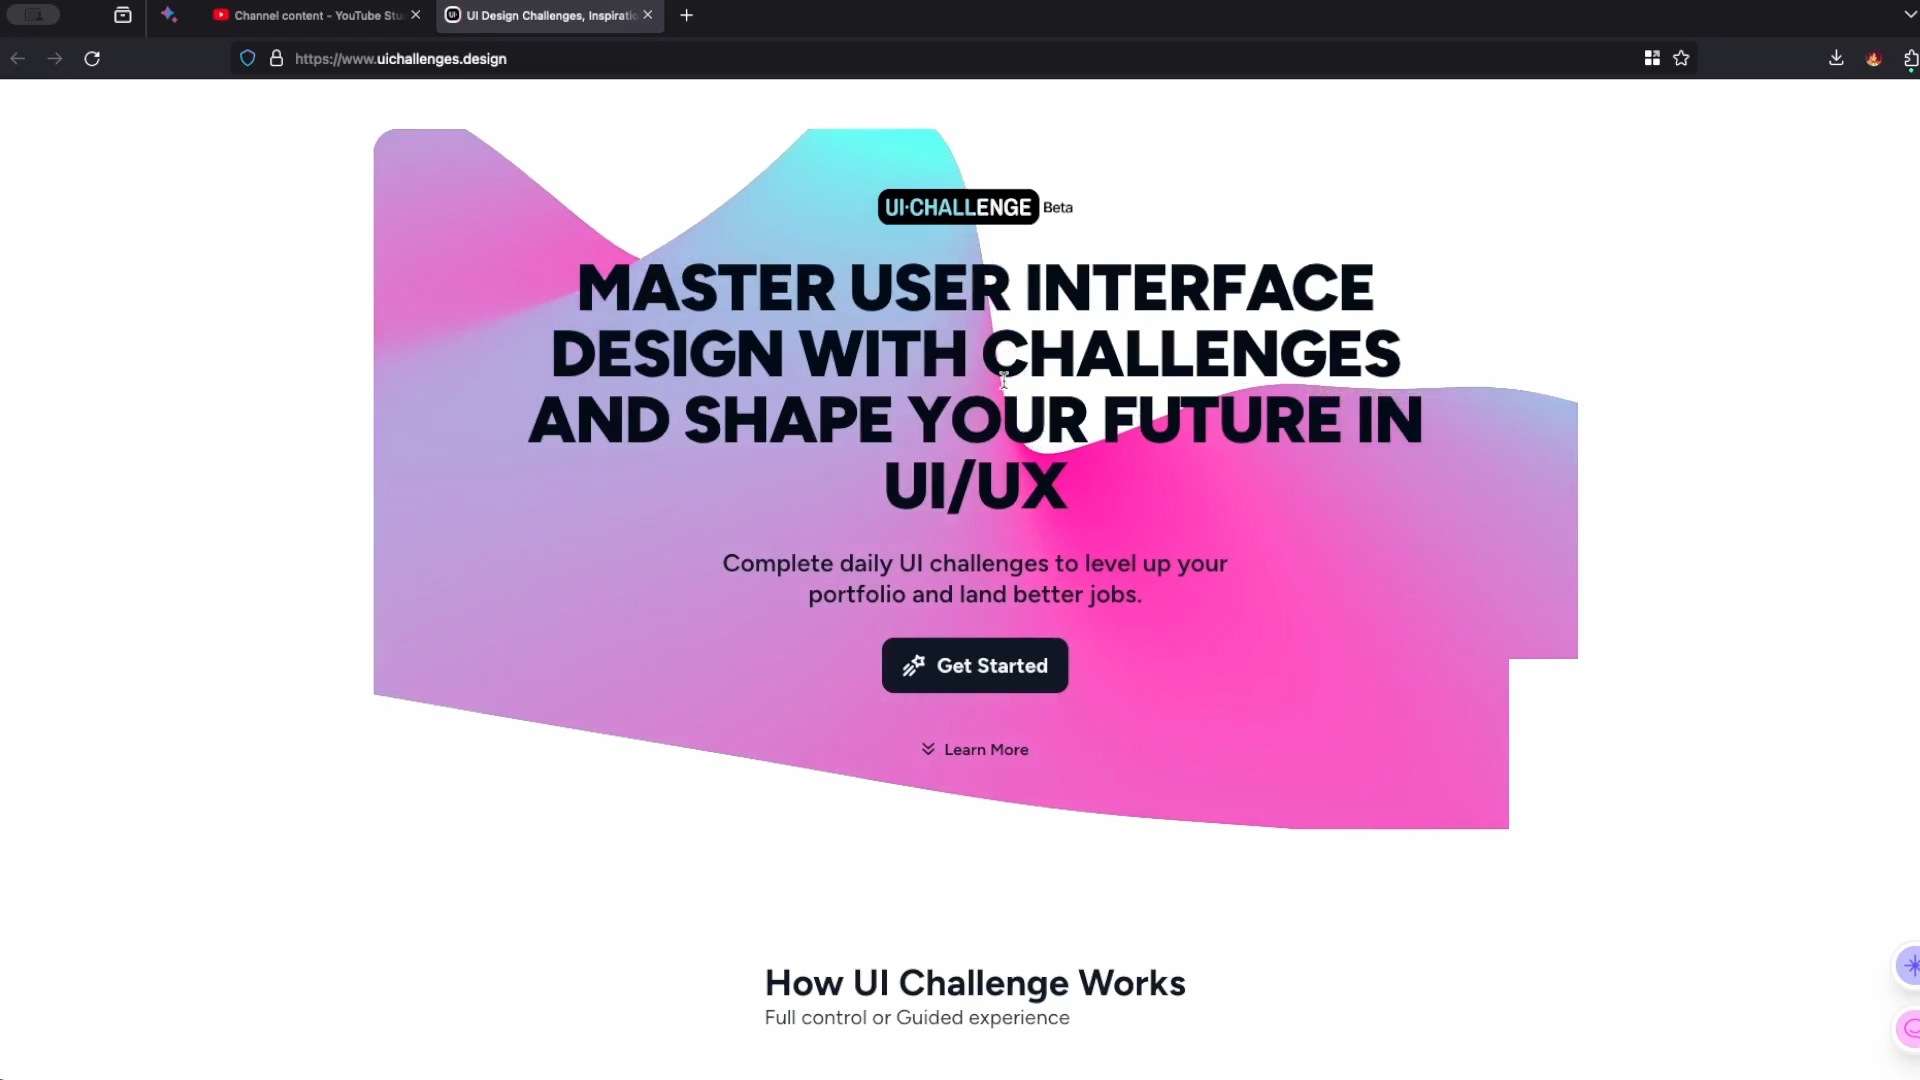 Channel content - YouTube Stu
UI Design Challenges, Inspiratio
https://www.uichallenges.design
UI·CHALLENGE Beta
MASTER USER INTERFACE
DESIGN WITH CHALLENGES
AND SHAPE YOUR FUTURE IN
UI/UX
Complete daily UI challenges to level up your
portfolio and land better jobs.
Get Started
Learn More
How UI Challenge Works
Full control or Guided experience